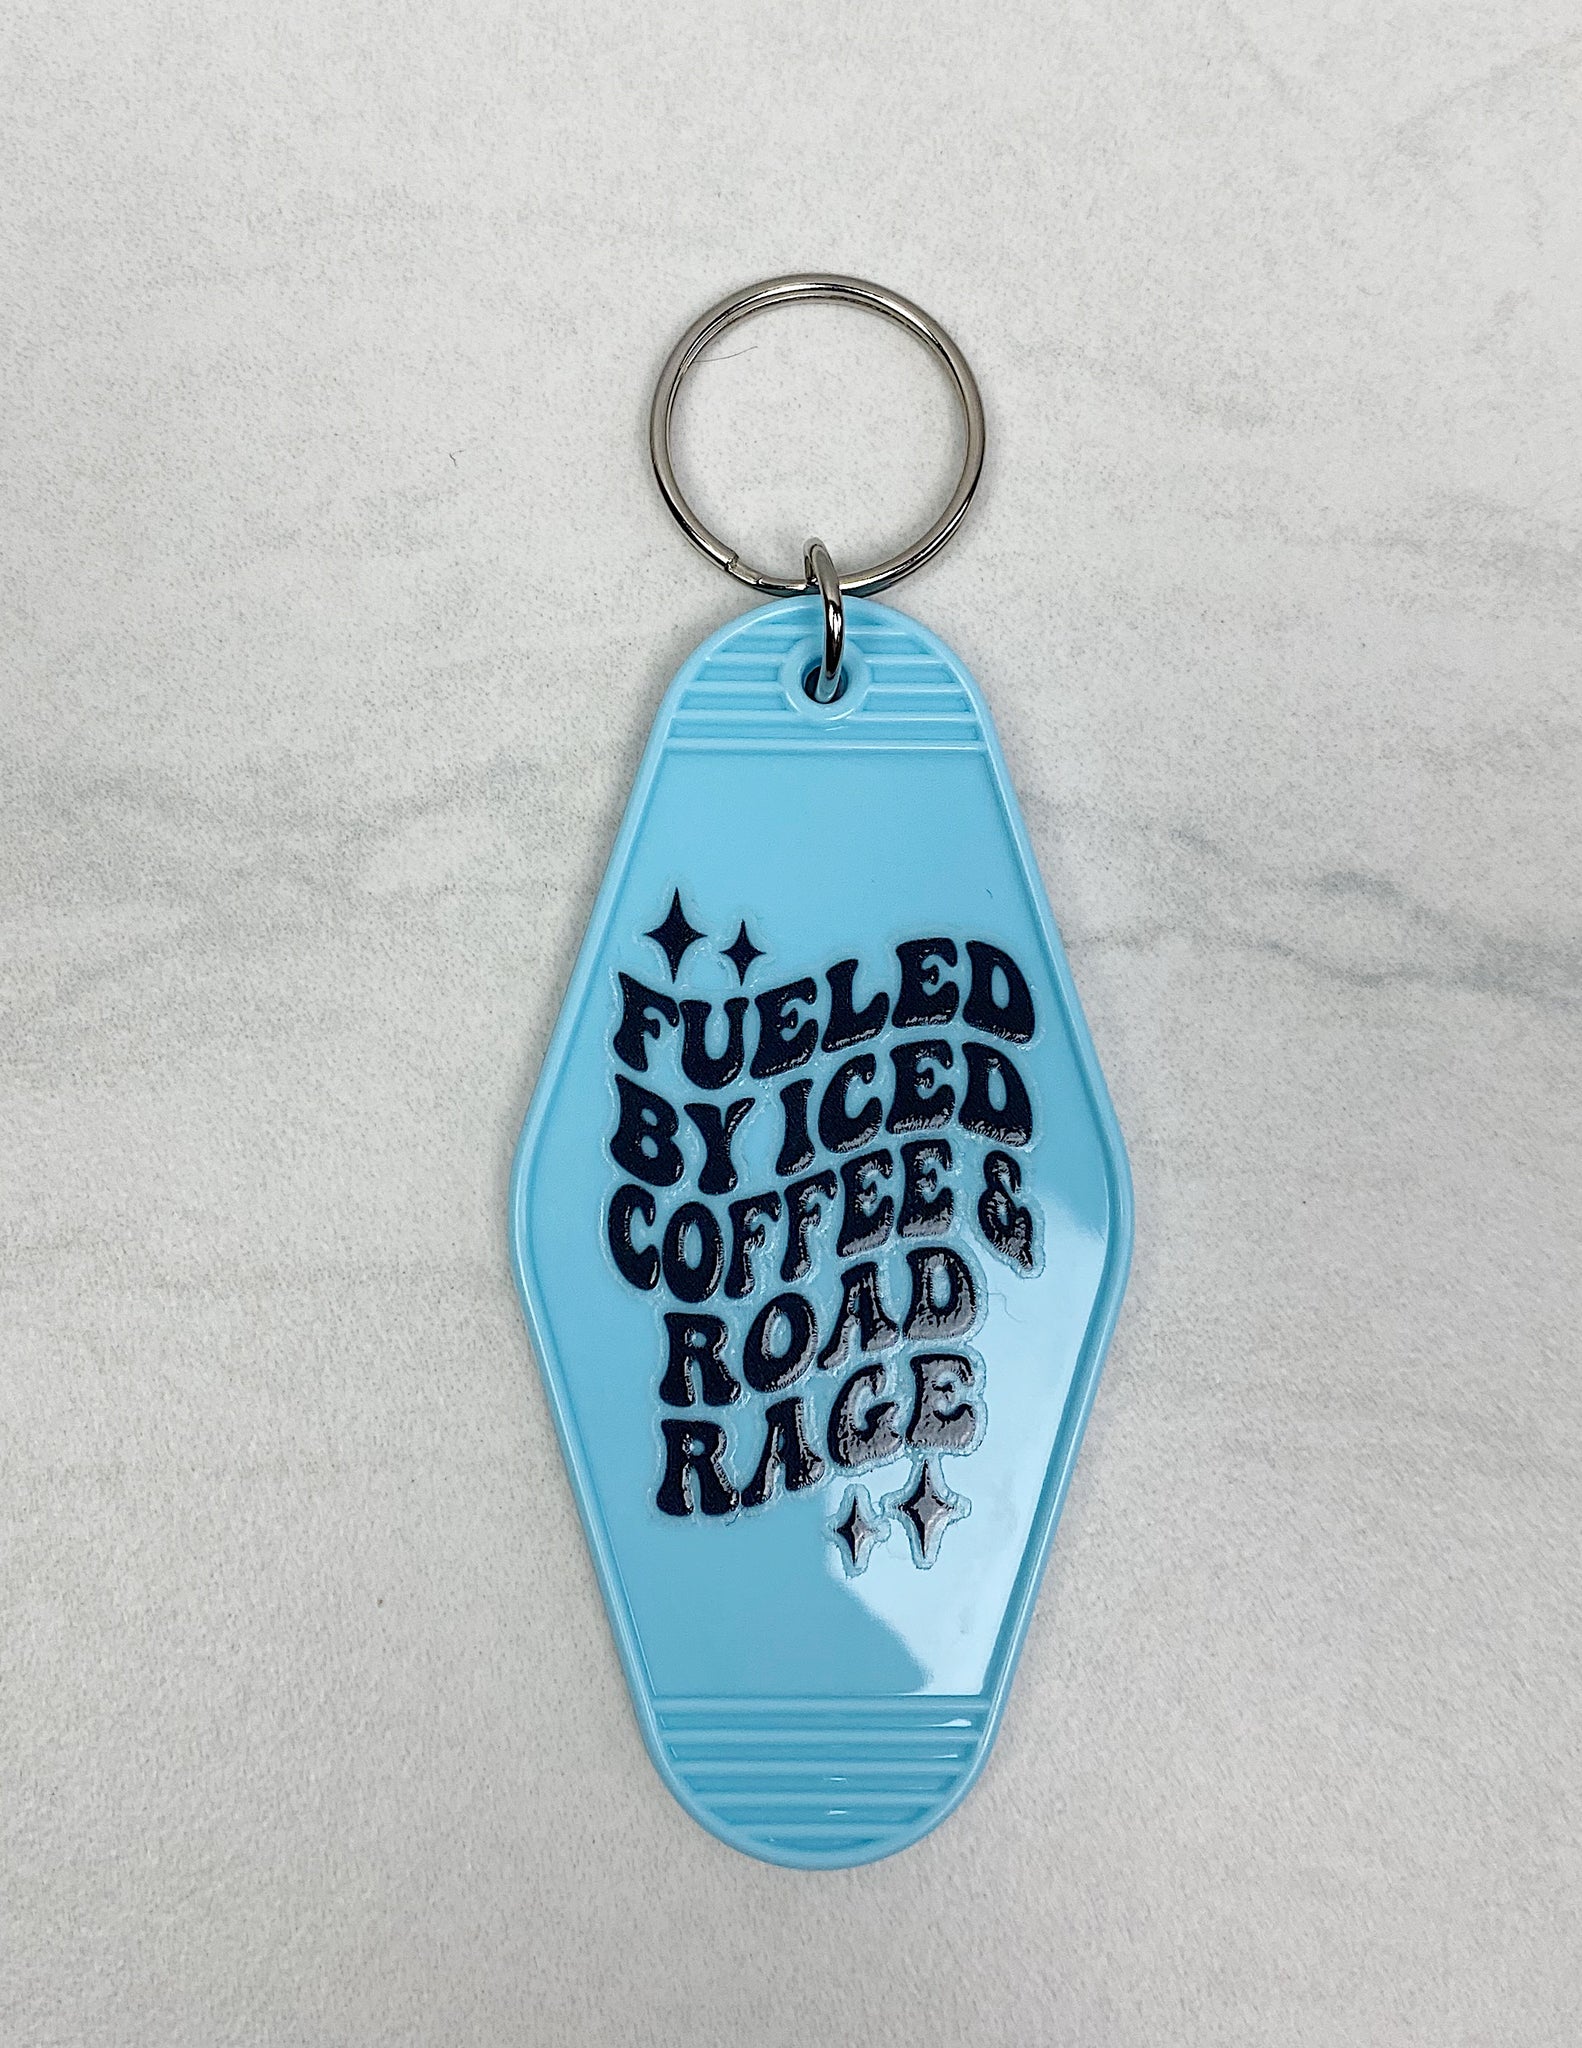 FUELED
BY ICED
COFFEE &
ROAD
RAGE